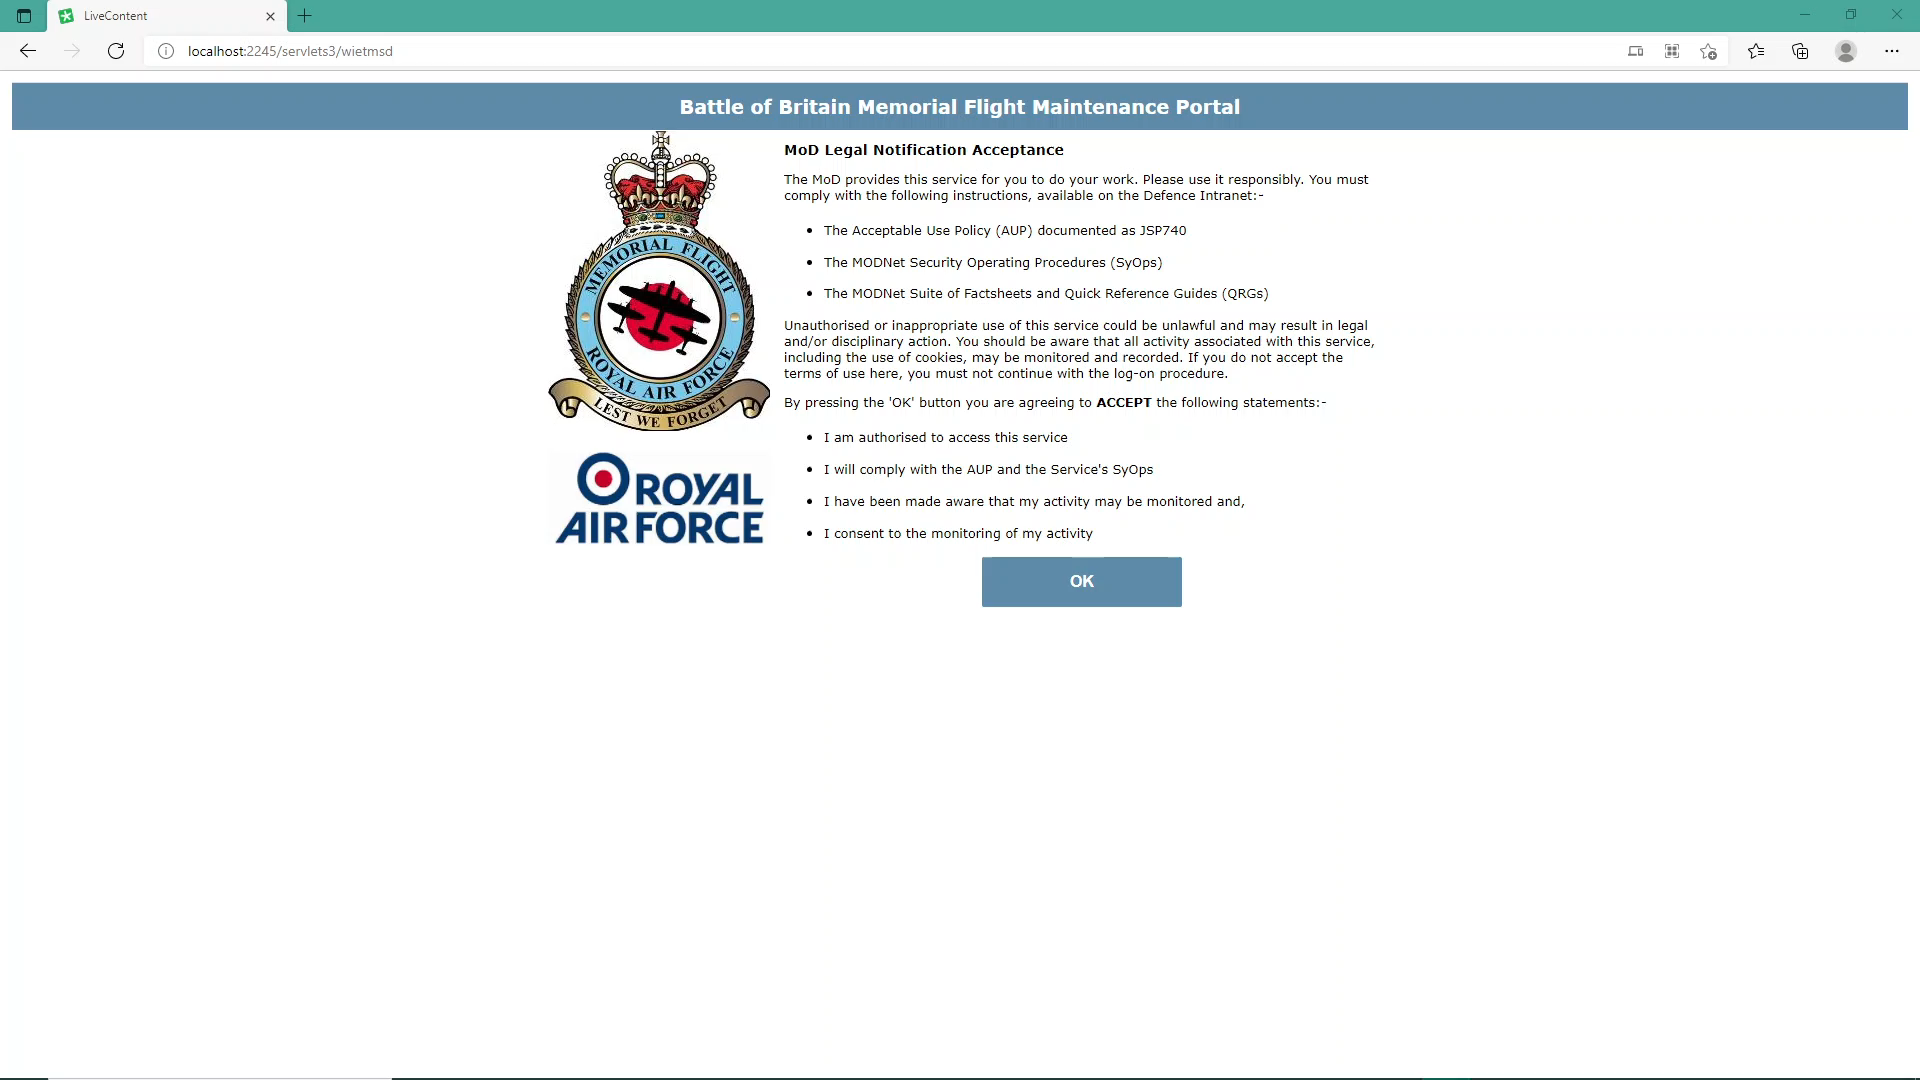 LiveContent
localhost:2245/servlets3/wietmsd
Battle of Britain Memorial Flight Maintenance Portal
MEMORIAL FLIGHT
ROYAL AIR FORCE
LEST WE FORGET
ROYAL
AIR FORCE
MoD Legal Notification Acceptance
The MoD provides this service for you to do your work. Please use it responsibly. You must
comply with the following instructions, available on the Defence Intranet:-
• The Acceptable Use Policy (AUP) documented as JSP740
• The MODNet Security Operating Procedures (SyOps)
• The MODNet Suite of Factsheets and Quick Reference Guides (QRGs)
Unauthorised or inappropriate use of this service could be unlawful and may result in legal
and/or disciplinary action. You should be aware that all activity associated with this service,
including the use of cookies, may be monitored and recorded. If you do not accept the
terms of use here, you must not continue with the log-on procedure.
By pressing the 'OK' button you are agreeing to ACCEPT the following statements:-
• I am authorised to access this service
• I will comply with the AUP and the Service's SyOps
• I have been made aware that my activity may be monitored and,
• I consent to the monitoring of my activity
OK